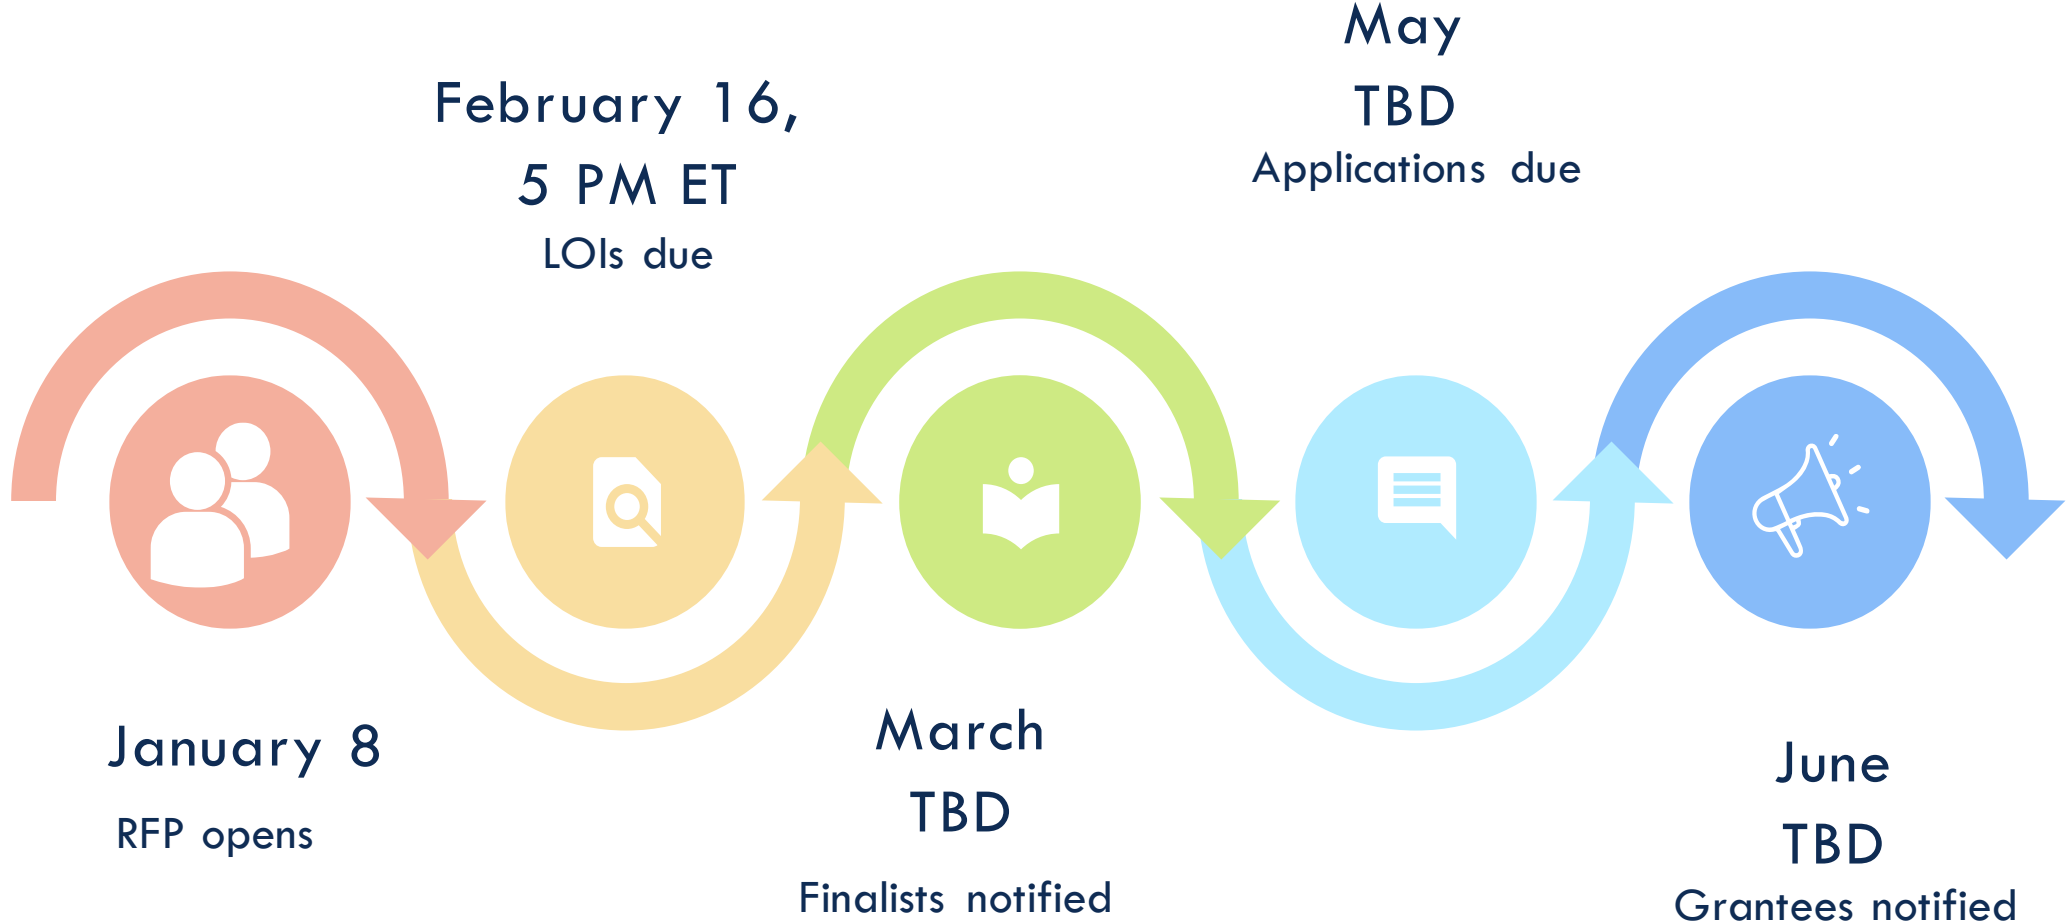 January 8
RFP opens
February 16,
5 PM ET
LOIs due
March
TBD
Finalists notified
May
TBD
Applications due
June
TBD
Grantees notified